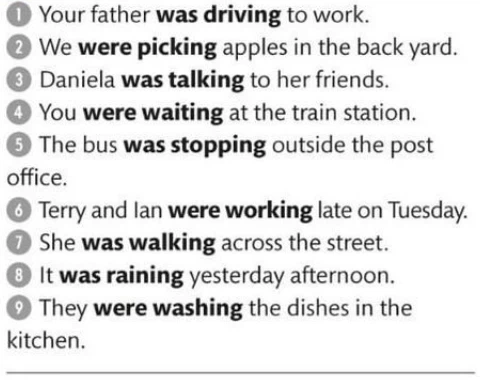 1 Your father was driving to work.
2 We were picking apples in the back yard.
3 Daniela was talking to her friends.
4 You were waiting at the train station.
5 The bus was stopping outside the post
office.
6 Terry and Ian were working late on Tuesday.
7 She was walking across the street.
8 It was raining yesterday afternoon.
9 They were washing the dishes in the
kitchen.